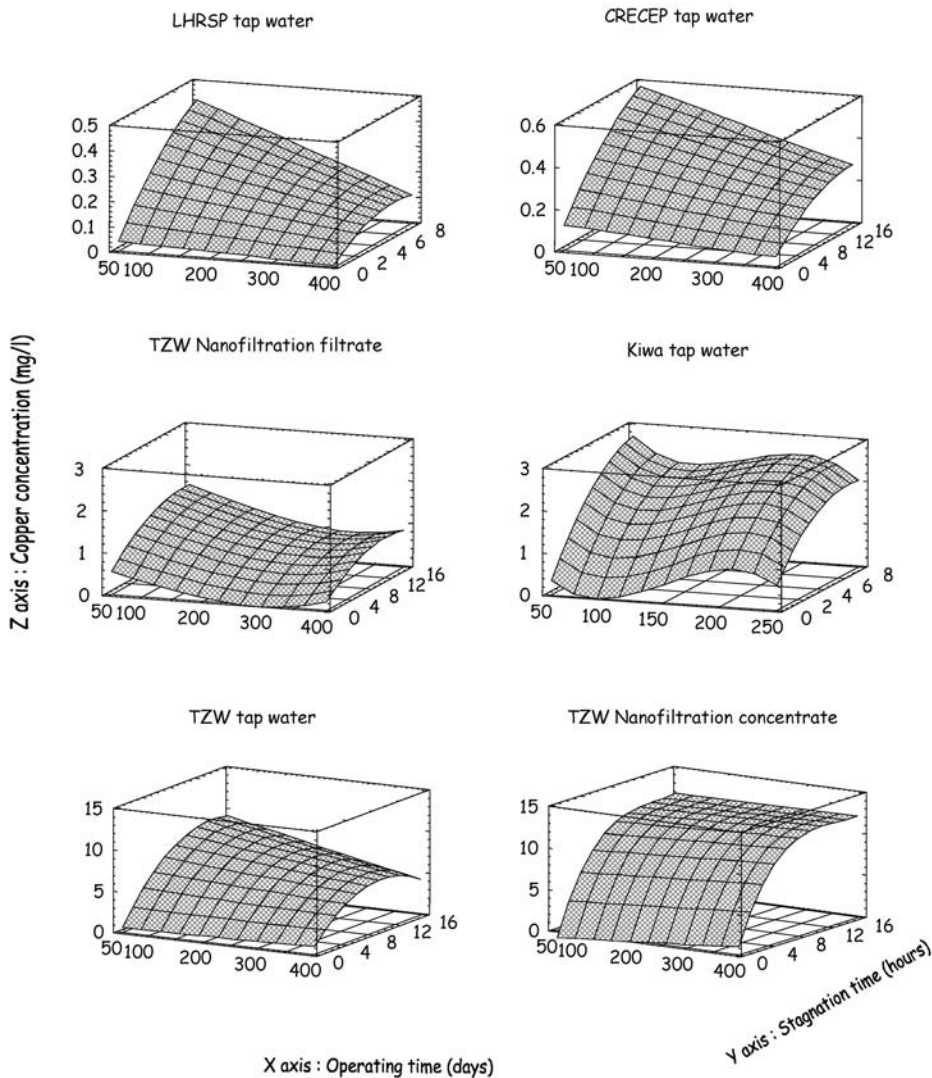 LHRSP tap water
CRECEP tap water
0.5
0.4
0.3
0.2
0.1
0
50 100 200 300 400
0 2 4 6 8
0.6
0.4
0.2
0
50 100 200 300 400
0 4 8 12 16
Z axis : Copper concentration (mg/l)
TZW Nanofiltration filtrate
Kiwa tap water
3
2
1
0
50 100 200 300 400
0 4 8 12 16
3
2
1
0
50 100 150 200 250
0 2 4 6 8
TZW tap water
TZW Nanofiltration concentrate
15
10
5
0
50 100 200 300 400
0 4 8 12 16
15
10
5
0
50 100 200 300 400
0 4 8 12 16
X axis : Operating time (days)
Y axis : Stagnation time (hours)